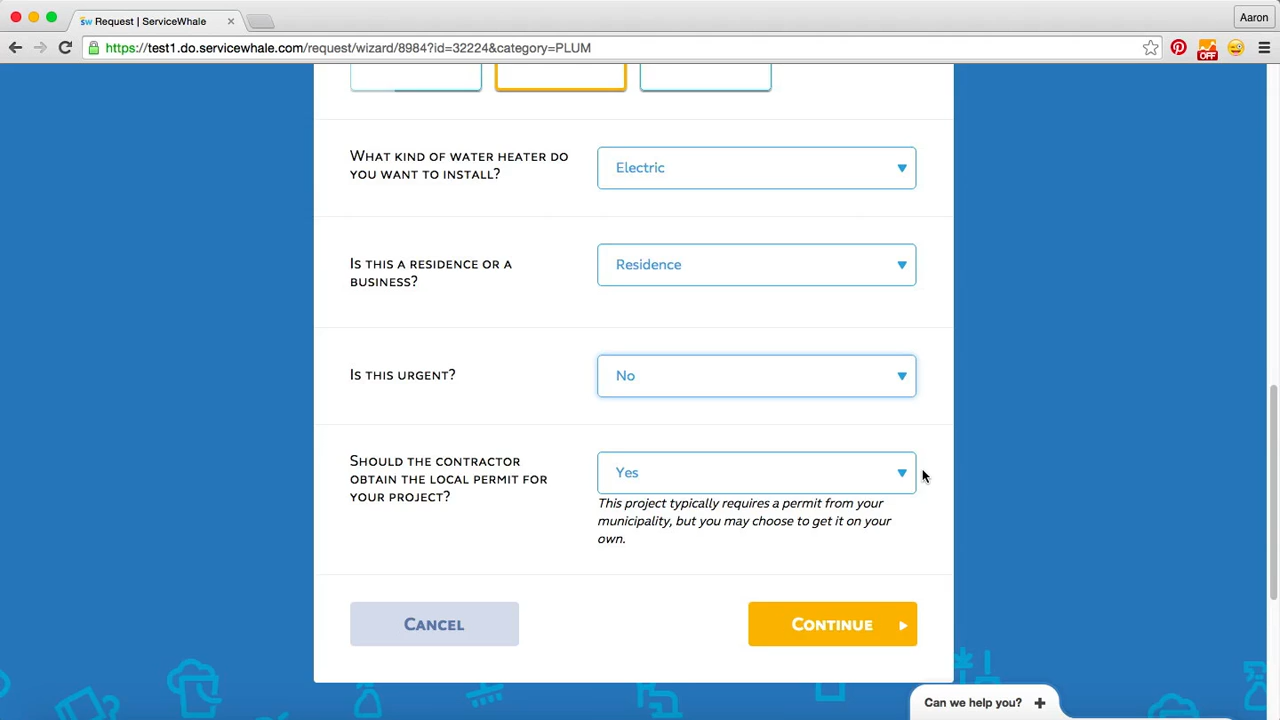 Request | ServiceWhale
Aaron
https://test1.do.servicewhale.com/request/wizard/8984?id=32224&category=PLUM
OFF
What kind of water heater do
you want to install?
Electric
Is this a residence or a
business?
Residence
Is this urgent?
No
Should the contractor
obtain the local permit for
your project?
Yes
This project typically requires a permit from your
municipality, but you may choose to get it on your
own.
Cancel
Continue
Can we help you? +